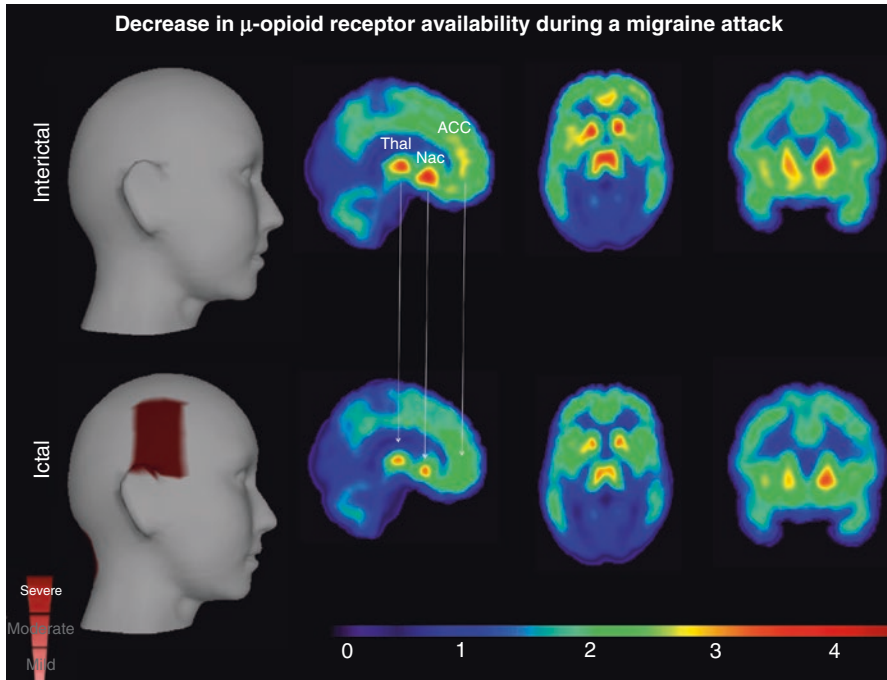 Decrease in μ-opioid receptor availability during a migraine attack
Interictal
Thal
Nac
ACC
Ictal
Severe
Moderate
Mild
0 1 2 3 4